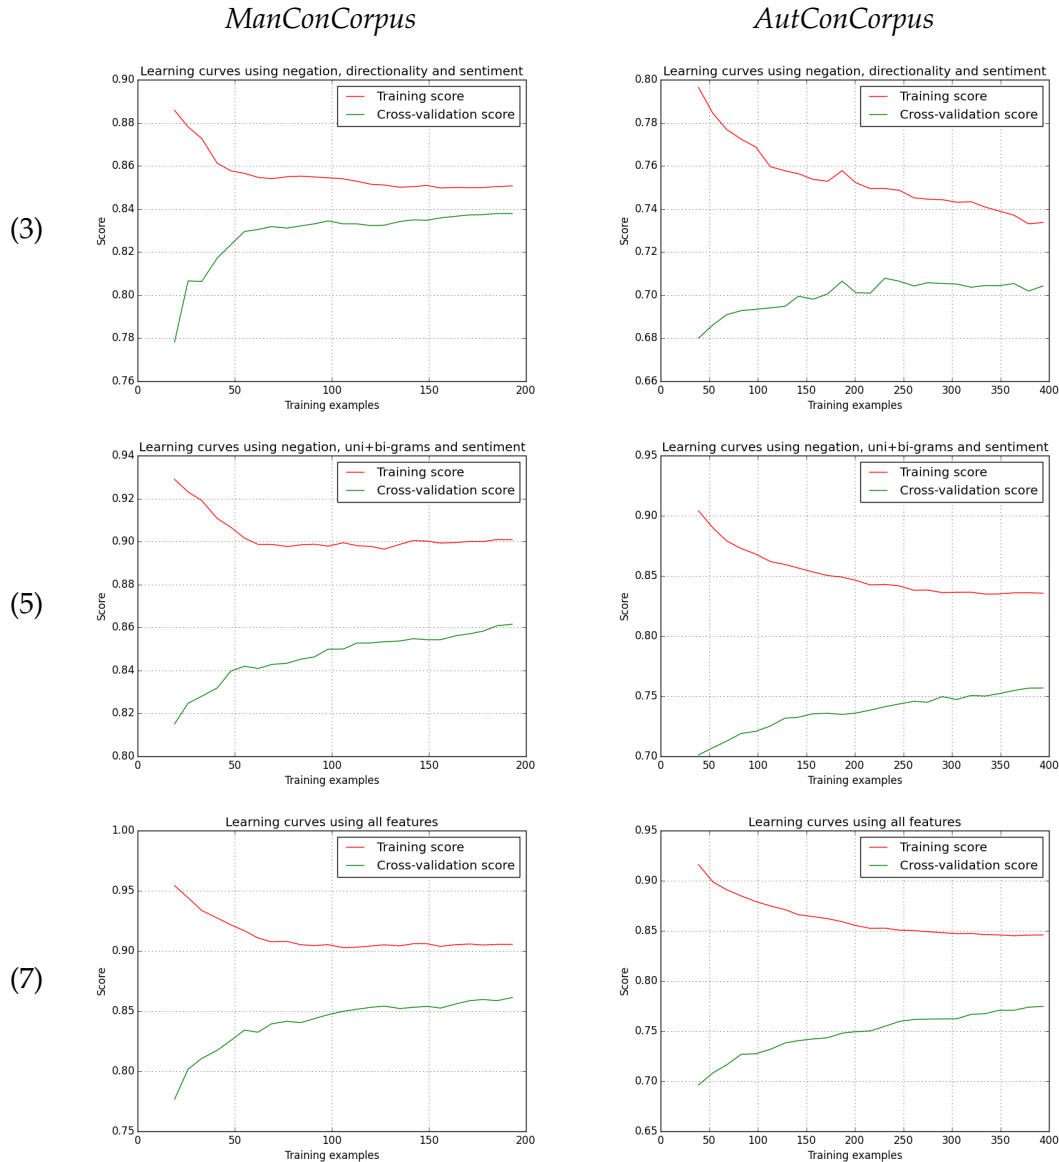 ManConCorpus
AutConCorpus
(3)
Learning curves using negation, directionality and sentiment
Training score
Cross-validation score
0.90
0.88
0.86
0.84
0.82
0.80
0.78
0.76
Score
0
50
100
150
200
Training examples
Learning curves using negation, directionality and sentiment
Training score
Cross-validation score
0.80
0.78
0.76
0.74
0.72
0.70
0.68
0.66
Score
0
50
100
150
200
250
300
350
400
Training examples
(5)
Learning curves using negation, uni+bi-grams and sentiment
Training score
Cross-validation score
0.94
0.92
0.90
0.88
0.86
0.84
0.82
0.80
Score
0
50
100
150
200
Training examples
Learning curves using negation, uni+bi-grams and sentiment
Training score
Cross-validation score
0.95
0.90
0.85
0.80
0.75
0.70
Score
0
50
100
150
200
250
300
350
400
Training examples
(7)
Learning curves using all features
Training score
Cross-validation score
1.00
0.95
0.90
0.85
0.80
0.75
Score
0
50
100
150
200
Training examples
Learning curves using all features
Training score
Cross-validation score
0.95
0.90
0.85
0.80
0.75
0.70
0.65
Score
0
50
100
150
200
250
300
350
400
Training examples